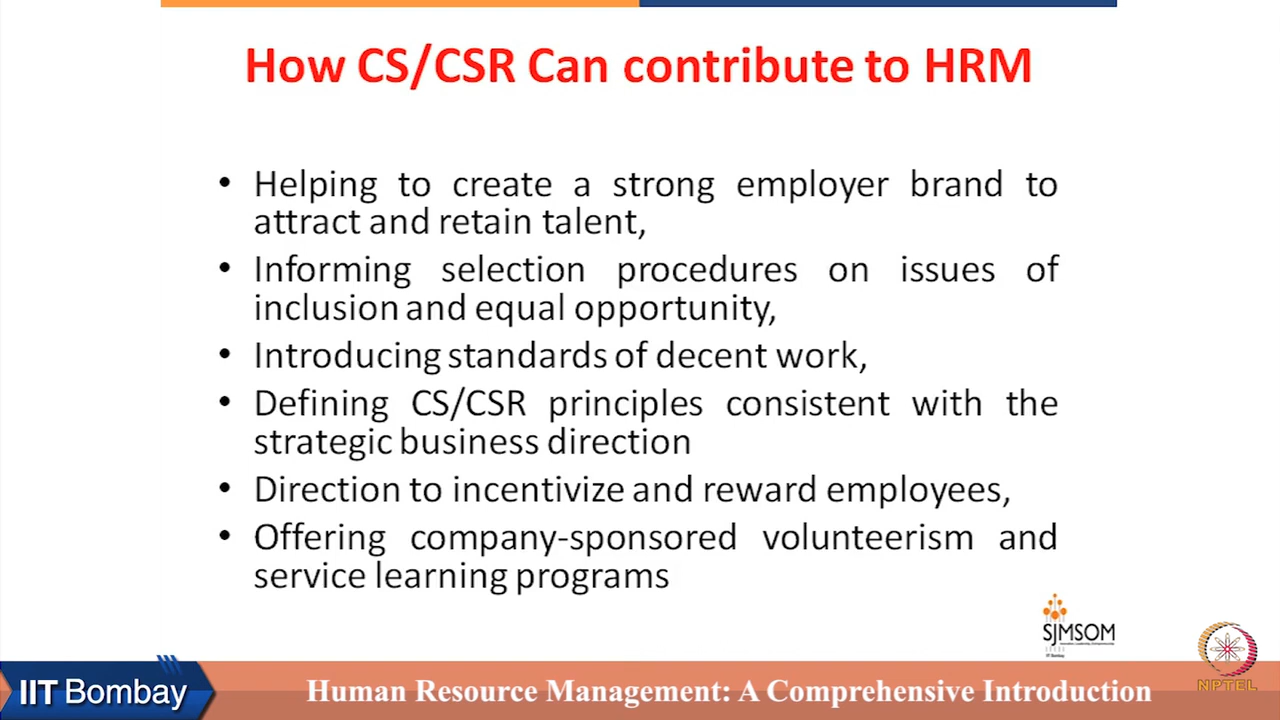 How CS/CSR Can contribute to HRM
• Helping to create a strong employer brand to
attract and retain talent,
• Informing selection procedures on issues of
inclusion and equal opportunity,
• Introducing standards of decent work,
• Defining CS/CSR principles consistent with the
strategic business direction
• Direction to incentivize and reward employees,
• Offering company-sponsored volunteerism and
service learning programs
SJMSOM
IIT Bombay
NPTEL
IIT Bombay
Human Resource Management: A Comprehensive Introduction